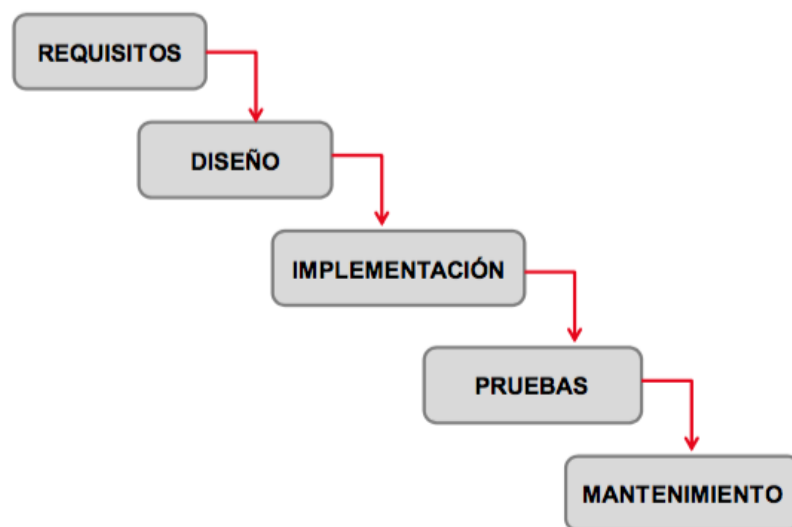 REQUISITOS
DISEÑO
IMPLEMENTACIÓN
PRUEBAS
MANTENIMIENTO